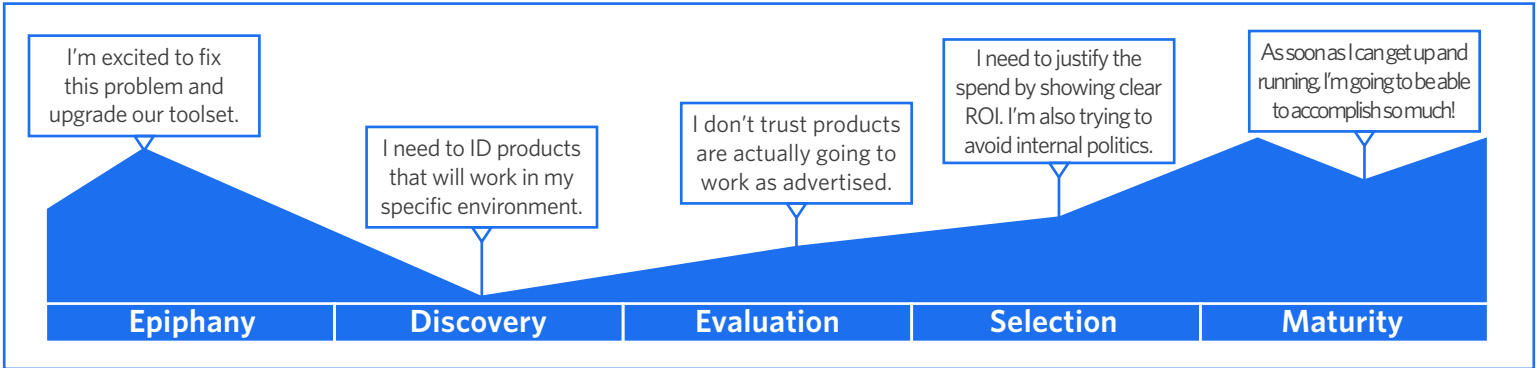 I'm excited to fix
this problem and
upgrade our toolset.
I need to ID products
that will work in my
specific environment.
I don't trust products
are actually going to
work as advertised.
I need to justify the
spend by showing clear
ROI. I'm also trying to
avoid internal politics.
As soon as I can get up and
running, I'm going to be able
to accomplish so much!
Epiphany
Discovery
Evaluation
Selection
Maturity